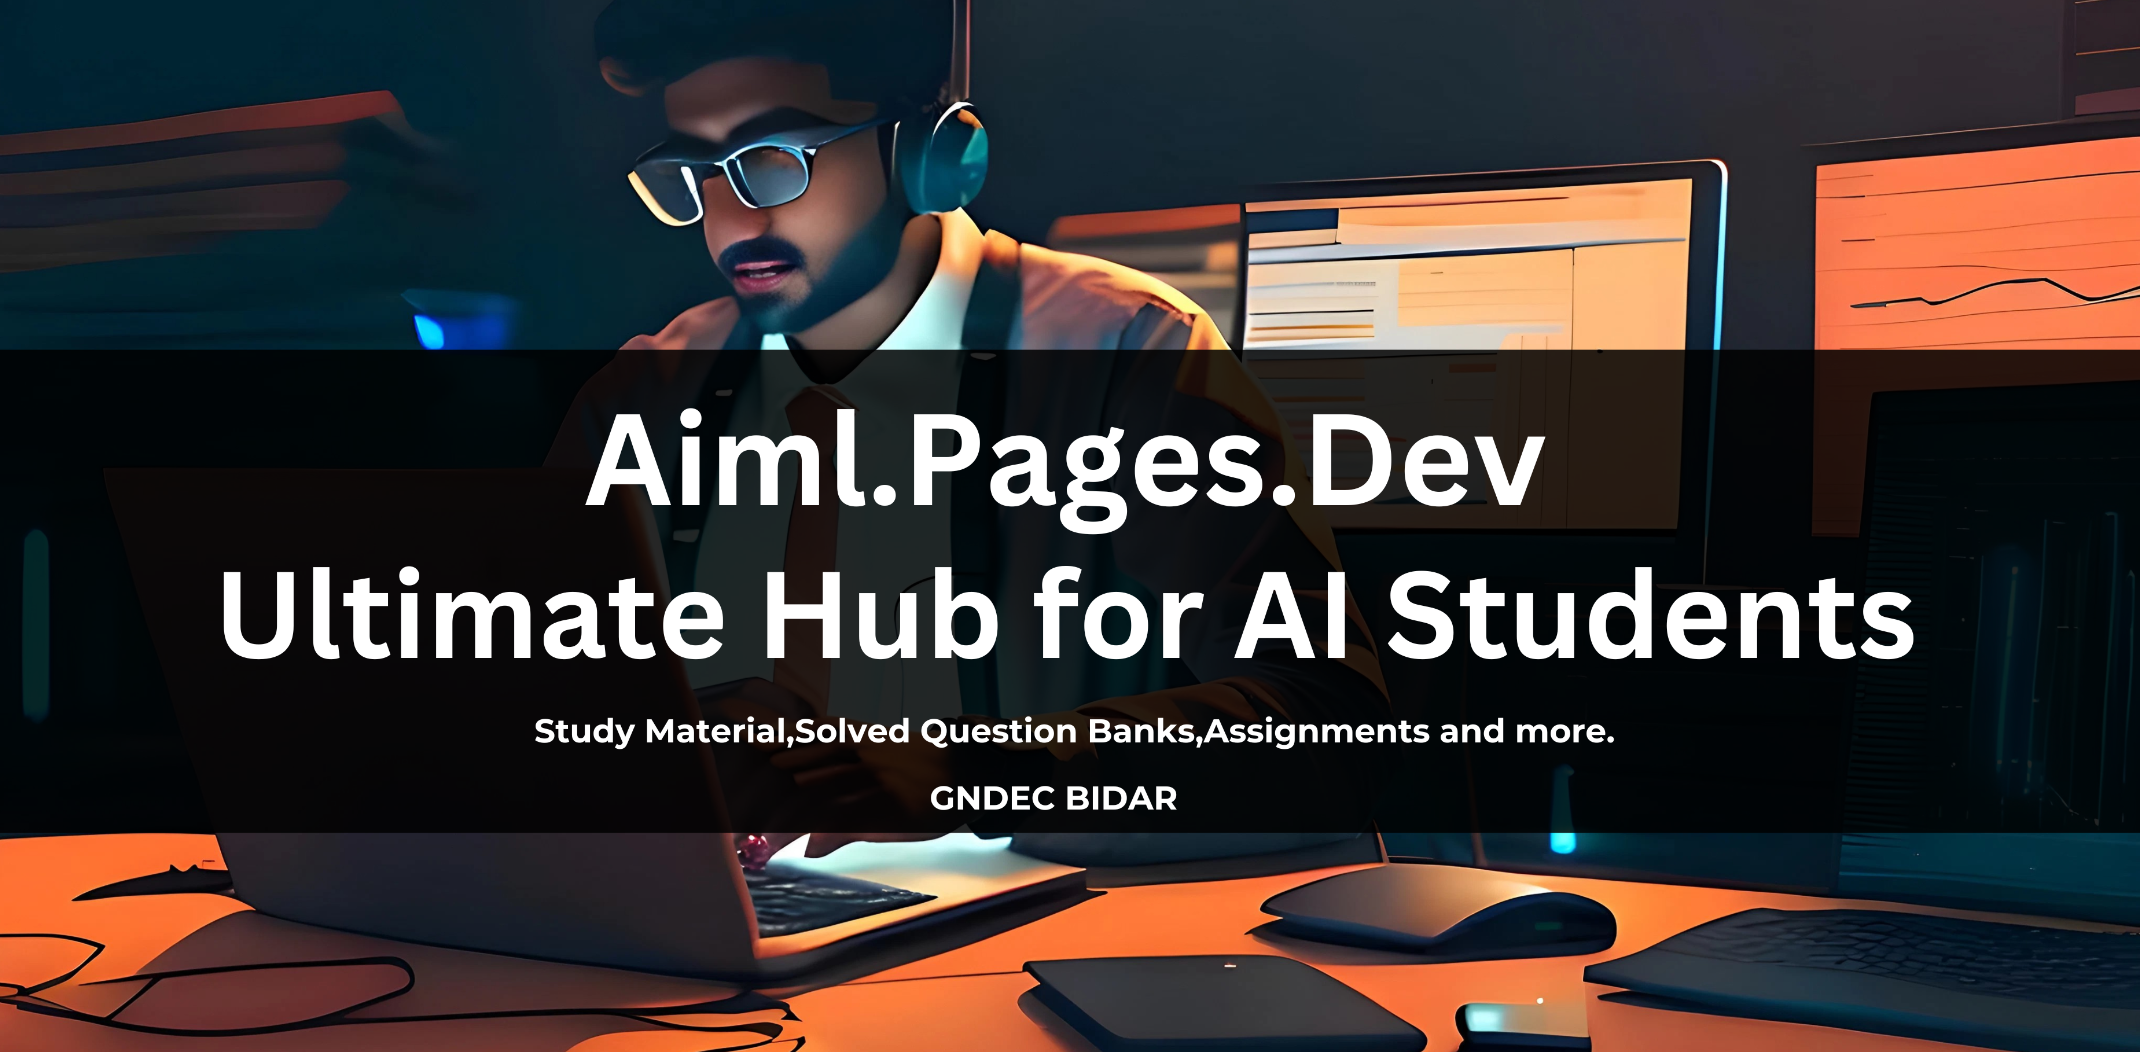 Aiml.Pages.Dev
Ultimate Hub for AI Students
Study Material,Solved Question Banks,Assignments and more.
GNDEC BIDAR